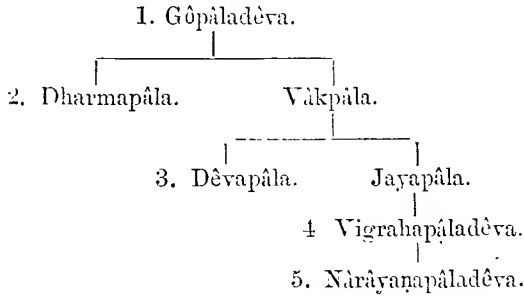 1. Gôpâladêva.
2. Dharmapâla. Vâkpâla.
3. Dêvapâla. Jayapâla.
4 Vigrahapâladêva.
5. Nârâyaṇapâladêva.